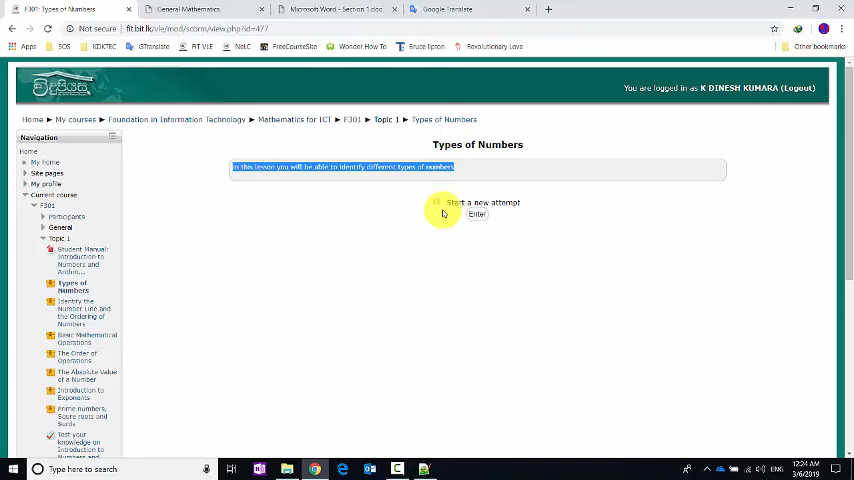 F301: Types of Numbers
General Mathematics
Microsoft Word - Section 1.doc
Google Translate
Not secure | fit.bit.lk/vle/mod/scorm/view.php?id=477
Apps SOS KDKTEC GTranslate FIT VLE NeLC FreeCourseSite Wonder How To Bruce lipton Revolutionary Love Other bookmarks
විදුපියස
You are logged in as K DINESH KUMARA (Logout)
Home My courses Foundation in Information Technology Mathematics for ICT F301 Topic 1 Types of Numbers
Navigation
Home
My home
Site pages
My profile
Current course
F301
Participants
General
Topic 1
Student Manual:
Introduction to
Numbers and
Arithm...
Types of
Numbers
Identify the
Number Line and
the Ordering of
Numbers
Basic Mathematical
Operations
The Order of
Operations
The Absolute Value
of a Number
Introduction to
Exponents
Prime numbers,
Squre roots and
Surds
Test your
knowledge on
Introduction to
Numbers and
Types of Numbers
In this lesson you will be able to identify different types of numbers
Start a new attempt
Enter
Type here to search
ENG
12:24 AM
3/6/2019